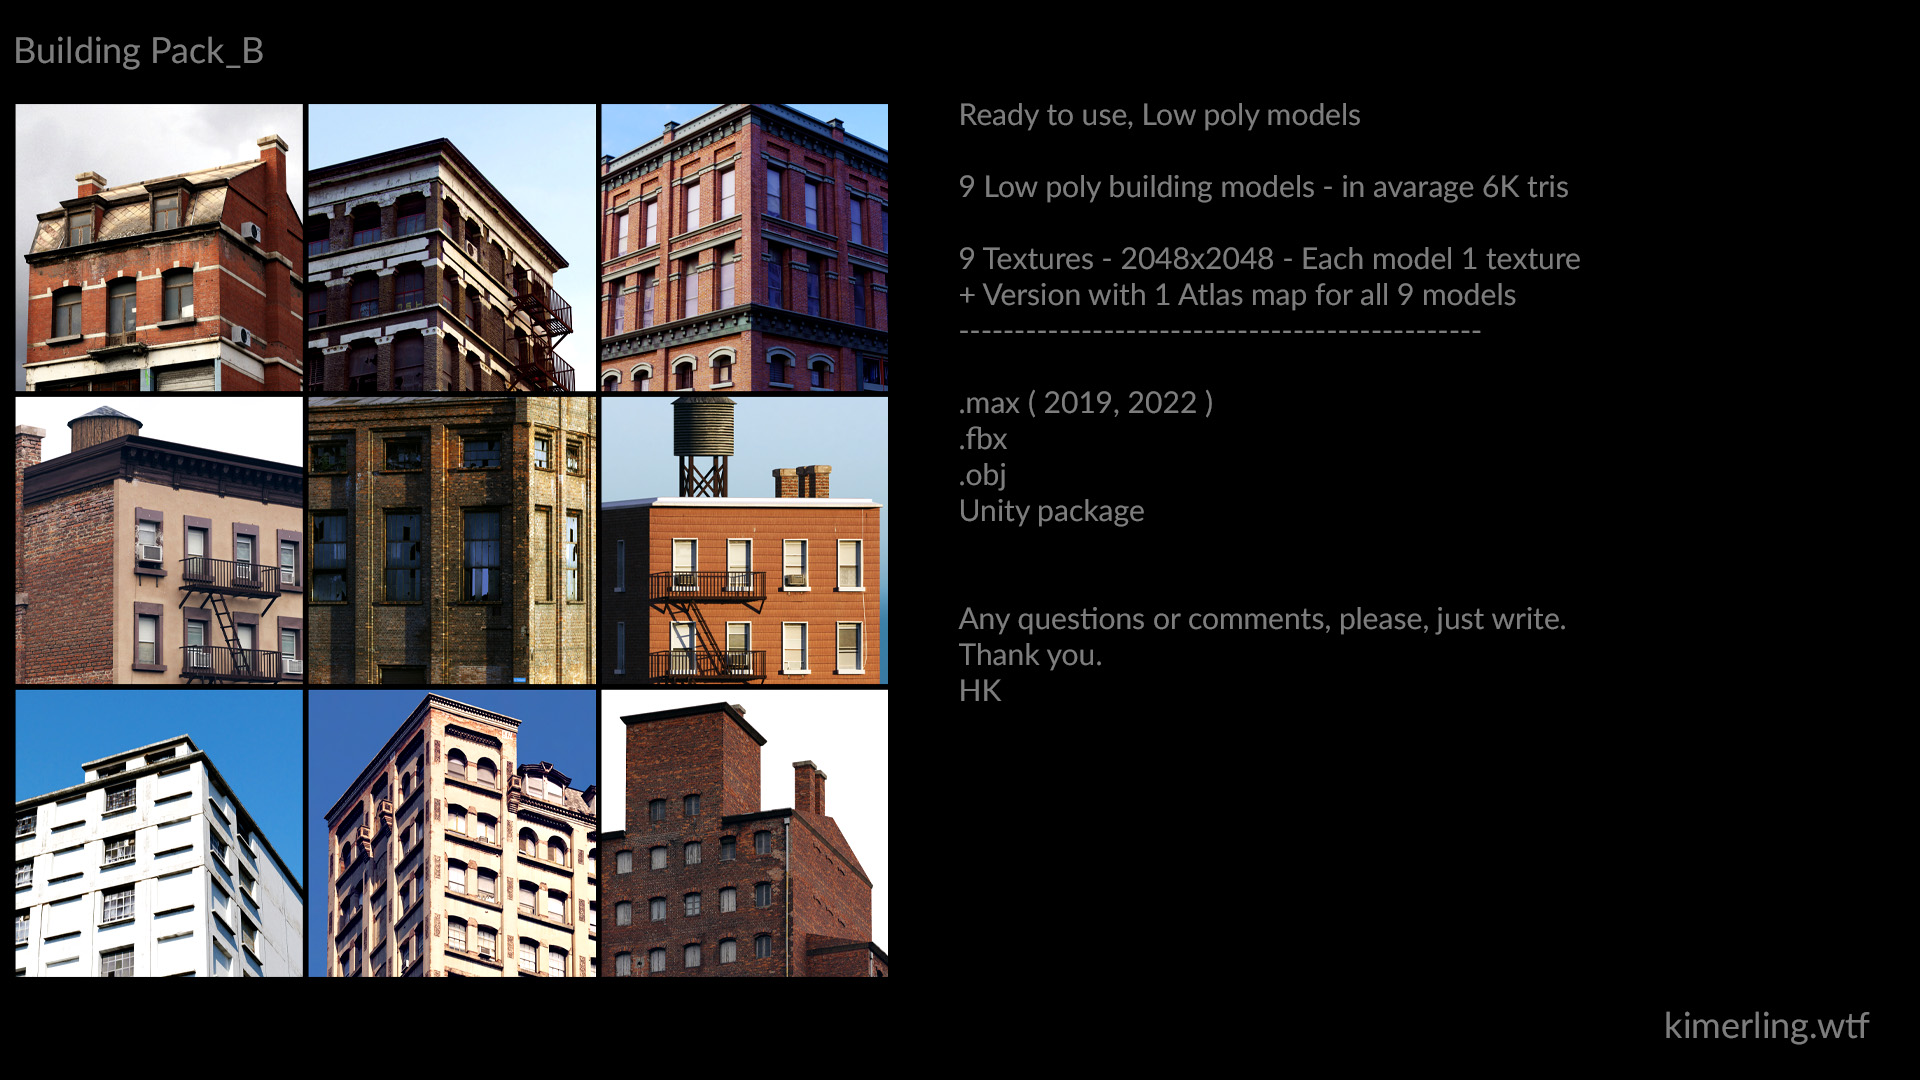 Building Pack_B
Ready to use, Low poly models
9 Low poly building models - in avarage 6K tris
9 Textures - 2048x2048 - Each model 1 texture
+ Version with 1 Atlas map for all 9 models
-----------------------------------------------
.max ( 2019, 2022 )
.fbx
.obj
Unity package
Any questions or comments, please, just write.
Thank you.
HK
kimerling.wtf